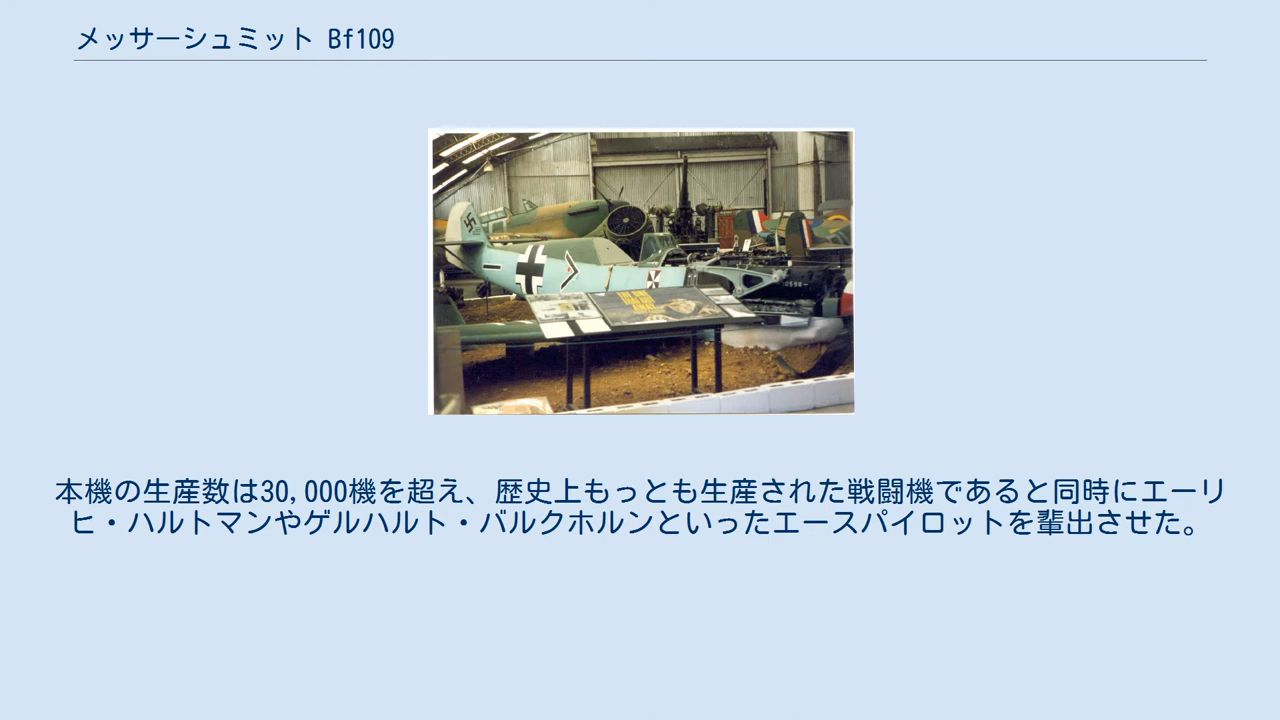 メッサーシュミット Bf109
本機の生産数は30,000機を超え、歴史上もっとも生産された戦闘機であると同時にエーリ
ヒ・ハルトマンやゲルハルト・バルクホルンといったエースパイロットを輩出させた。